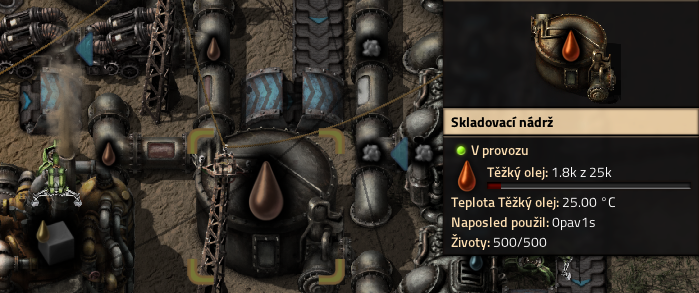 Skladovací nádrž
V provozu
Těžký olej: 1.8k z 25k
Teplota Těžký olej: 25.00 °C
Naposled použil: 0pav1s
Životy: 500/500